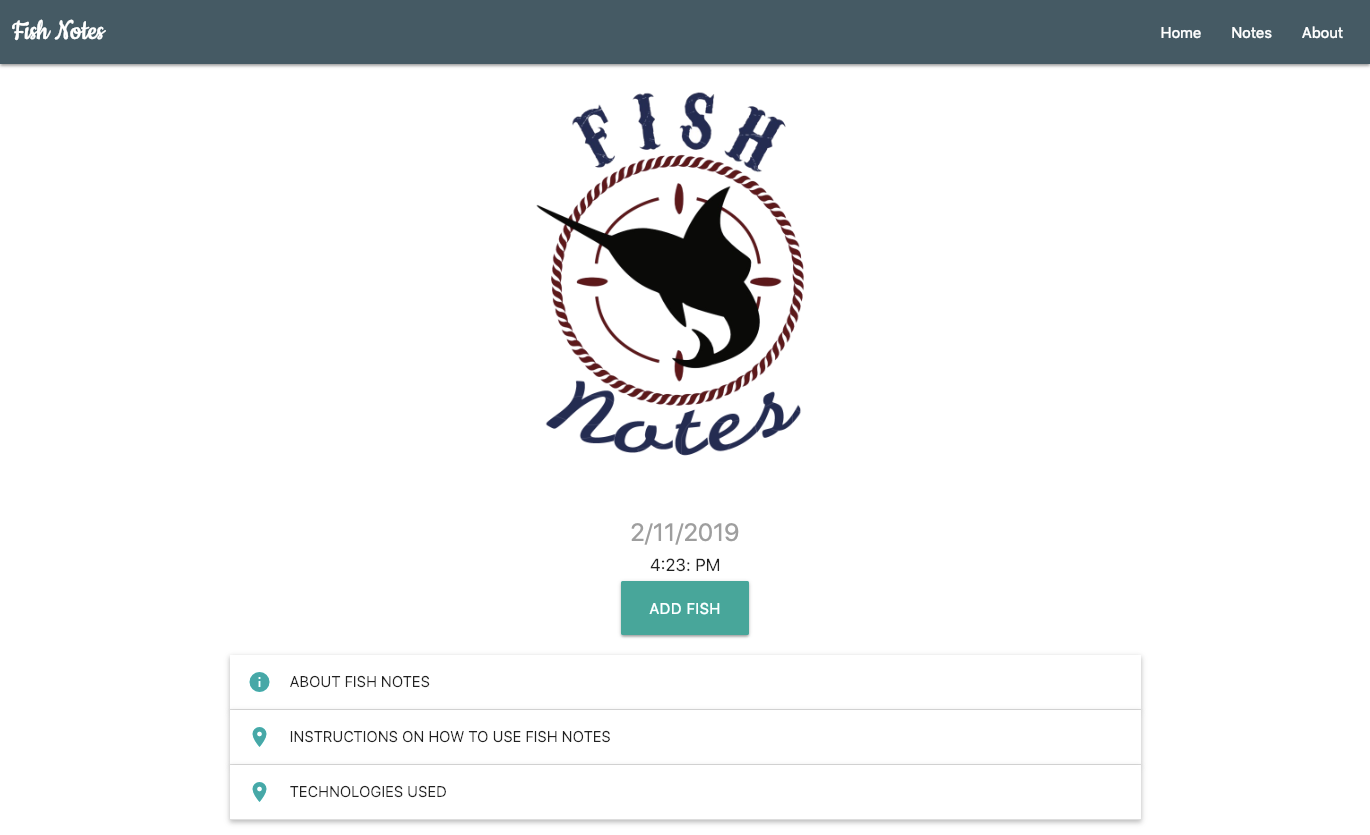 Fish Notes
Home Notes About
FISH
Notes
2/11/2019
4:23: PM
ADD FISH
ABOUT FISH NOTES
INSTRUCTIONS ON HOW TO USE FISH NOTES
TECHNOLOGIES USED